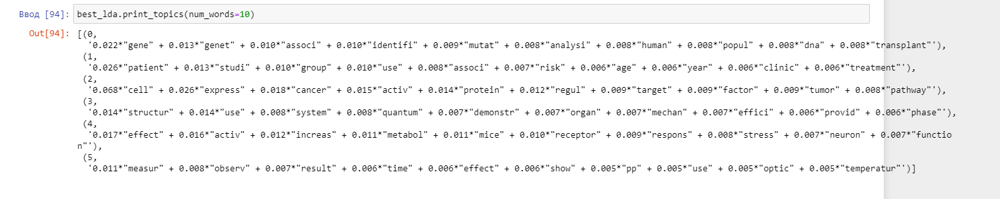 Ввод [94]: best_lda.print_topics(num_words=10)
Out[94]: [(0,
'0.022*"gene" + 0.013*"genet" + 0.010*"associ" + 0.010*"identifi" + 0.009*"mutat" + 0.008*"analysi" + 0.008*"human" + 0.008*"popul" + 0.008*"dna" + 0.008*"transplant"'),
(1,
'0.026*"patient" + 0.013*"studi" + 0.010*"group" + 0.010*"use" + 0.008*"associ" + 0.007*"risk" + 0.006*"age" + 0.006*"year" + 0.006*"clinic" + 0.006*"treatment"'),
(2,
'0.068*"cell" + 0.026*"express" + 0.018*"cancer" + 0.015*"activ" + 0.014*"protein" + 0.012*"regul" + 0.009*"target" + 0.009*"factor" + 0.009*"tumor" + 0.008*"pathway"'),
(3,
'0.014*"structur" + 0.014*"use" + 0.008*"system" + 0.008*"quantum" + 0.007*"demonstr" + 0.007*"organ" + 0.007*"mechan" + 0.007*"effici" + 0.006*"provid" + 0.006*"phase"'),
(4,
'0.017*"effect" + 0.016*"activ" + 0.012*"increas" + 0.011*"metabol" + 0.011*"mice" + 0.010*"receptor" + 0.009*"respons" + 0.008*"stress" + 0.007*"neuron" + 0.007*"functio
n"'),
(5,
'0.011*"measur" + 0.008*"observ" + 0.007*"result" + 0.006*"time" + 0.006*"effect" + 0.006*"show" + 0.005*"pp" + 0.005*"use" + 0.005*"optic" + 0.005*"temperatur"')]